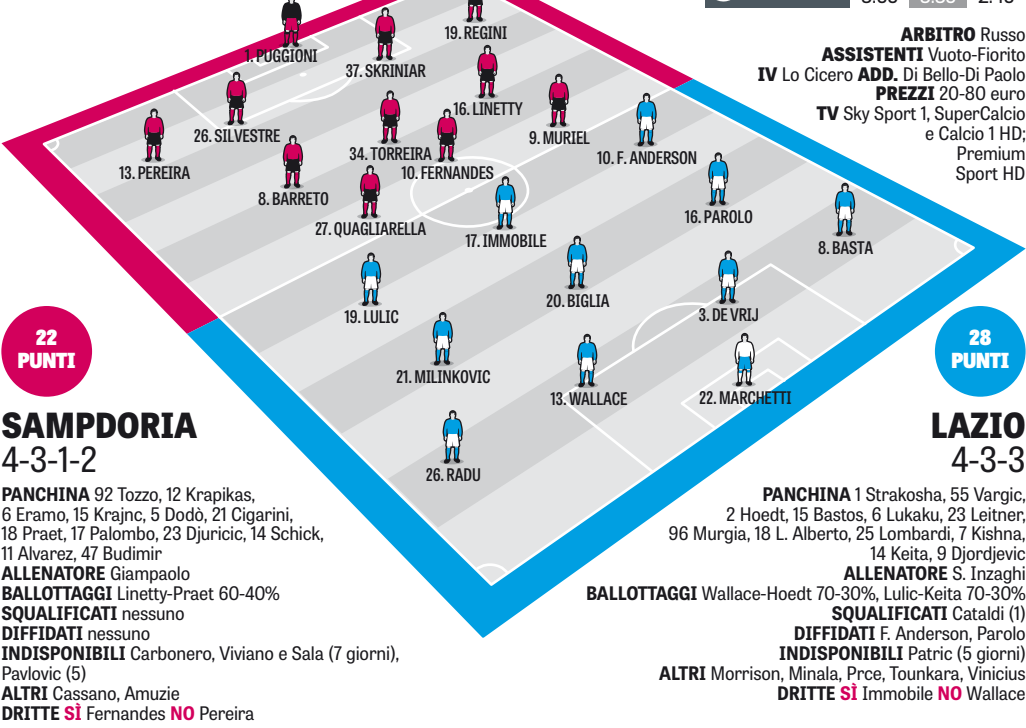 19. REGINI
1. PUGGIONI
37. SKRINIAR
16. LINETTY
26. SILVESTRE
9. MURIEL
34. TORREIRA
10. F. ANDERSON
13. PEREIRA
10. FERNANDES
8. BARRETO
16. PAROLO
27. QUAGLIARELLA
17. IMMOBILE
8. BASTA
20. BIGLIA
19. LULIC
3. DE VRIJ
21. MILINKOVIC
13. WALLACE
22. MARCHETTI
26. RADU
ARBITRO Russo
ASSISTENTI Vuoto-Fiorito
IV Lo Cicero ADD. Di Bello-Di Paolo
PREZZI 20-80 euro
TV Sky Sport 1, SuperCalcio
e Calcio 1 HD;
Premium
Sport HD
22
PUNTI
SAMPDORIA
4-3-1-2
PANCHINA 92 Tozzo, 12 Krapikas,
6 Eramo, 15 Krajnc, 5 Dodò, 21 Cigarini,
18 Praet, 17 Palombo, 23 Djuricic, 14 Schick,
11 Alvarez, 47 Budimir
ALLENATORE Giampaolo
BALLOTTAGGI Linetty-Praet 60-40%
SQUALIFICATI nessuno
DIFFIDATI nessuno
INDISPONIBILI Carbonero, Viviano e Sala (7 giorni),
Pavlovic (5)
ALTRI Cassano, Amuzie
DRITTE SÌ Fernandes NO Pereira
28
PUNTI
LAZIO
4-3-3
PANCHINA 1 Strakosha, 55 Vargic,
2 Hoedt, 15 Bastos, 6 Lukaku, 23 Leitner,
96 Murgia, 18 L. Alberto, 25 Lombardi, 7 Kishna,
14 Keita, 9 Djordjevic
ALLENATORE S. Inzaghi
BALLOTTAGGI Wallace-Hoedt 70-30%, Lulic-Keita 70-30%
SQUALIFICATI Cataldi (1)
DIFFIDATI F. Anderson, Parolo
INDISPONIBILI Patric (5 giorni)
ALTRI Morrison, Minala, Prce, Tounkara, Vinicius
DRITTE SÌ Immobile NO Wallace